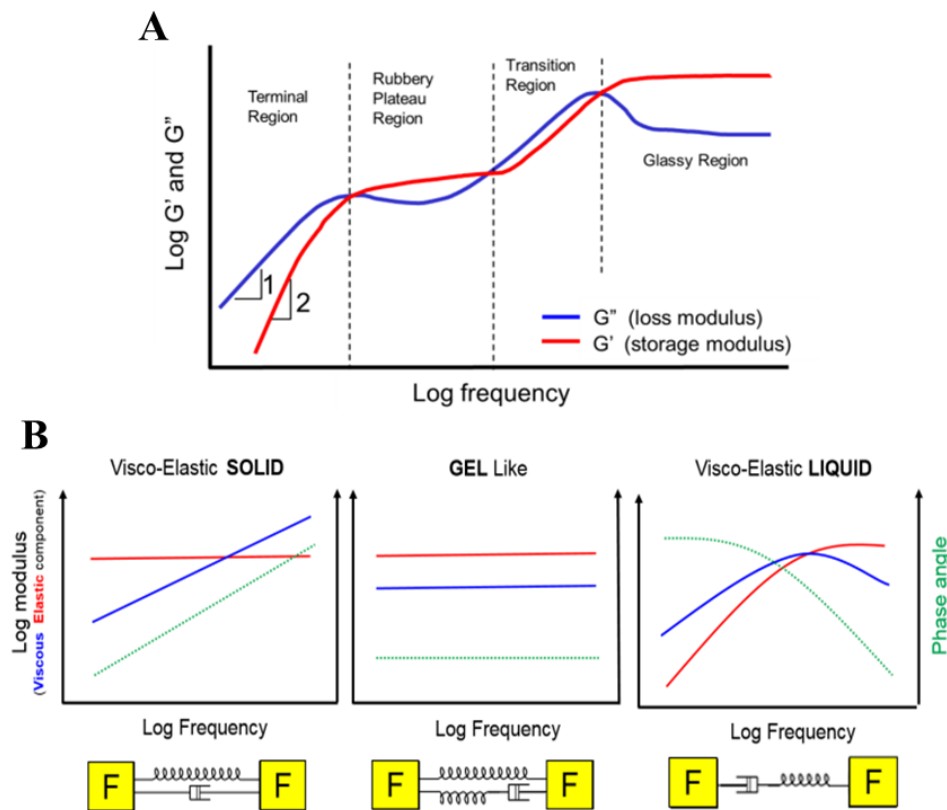 A
Log G' and G"
Terminal
Region
Rubbery
Plateau
Region
Transition
Region
Glassy Region
1
2
G" (loss modulus)
G' (storage modulus)
Log frequency
B
Visco-Elastic SOLID
GEL Like
Visco-Elastic LIQUID
Log modulus
(Viscous Elastic component)
Phase angle
Log Frequency
Log Frequency
Log Frequency
F F
F F
F F